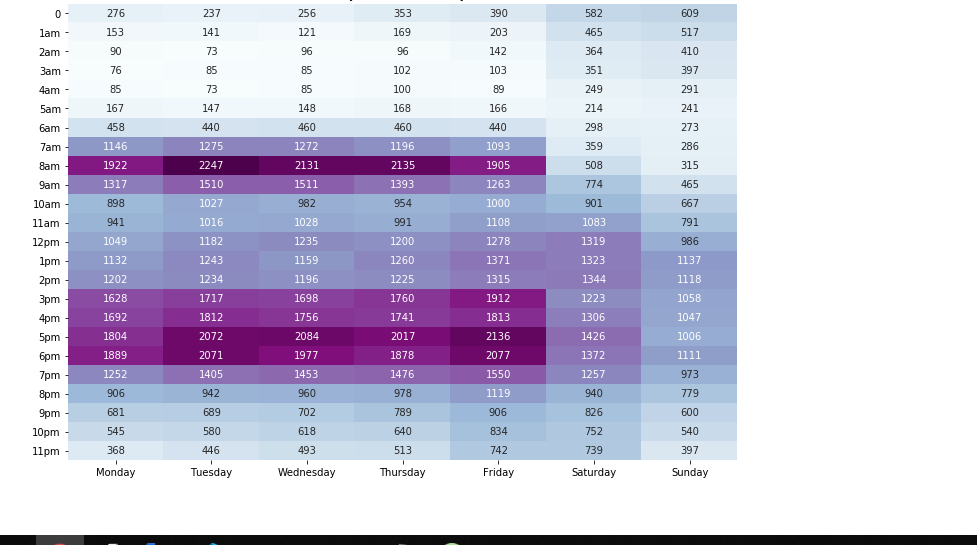 0 276 237 256 353 390 582 609
1am 153 141 121 169 203 465 517
2am 90 73 96 96 142 364 410
3am 76 85 85 102 103 351 397
4am 85 73 85 100 89 249 291
5am 167 147 148 168 166 214 241
6am 458 440 460 460 440 298 273
7am 1146 1275 1272 1196 1093 359 286
8am 1922 2247 2131 2135 1905 508 315
9am 1317 1510 1511 1393 1263 774 465
10am 898 1027 982 954 1000 901 667
11am 941 1016 1028 991 1108 1083 791
12pm 1049 1182 1235 1200 1278 1319 986
1pm 1132 1243 1159 1260 1371 1323 1137
2pm 1202 1234 1196 1225 1315 1344 1118
3pm 1628 1717 1698 1760 1912 1223 1058
4pm 1692 1812 1756 1741 1813 1306 1047
5pm 1804 2072 2084 2017 2136 1426 1006
6pm 1889 2071 1977 1878 2077 1372 1111
7pm 1252 1405 1453 1476 1550 1257 973
8pm 906 942 960 978 1119 940 779
9pm 681 689 702 789 906 826 600
10pm 545 580 618 640 834 752 540
11pm 368 446 493 513 742 739 397
Monday Tuesday Wednesday Thursday Friday Saturday Sunday